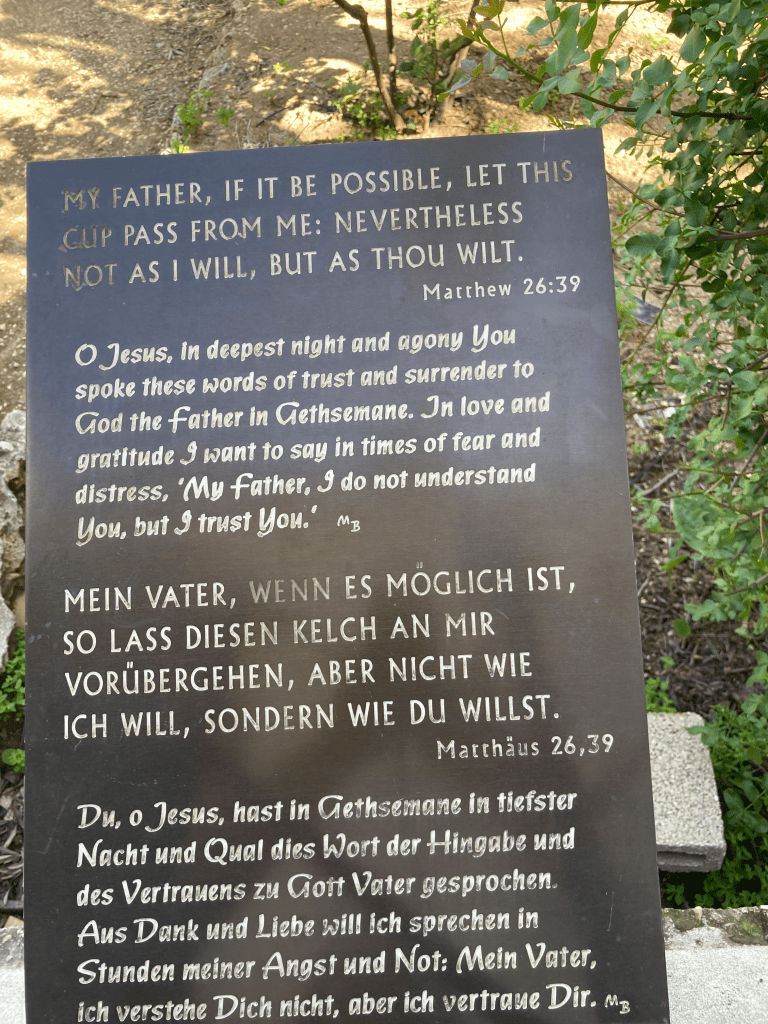 MY FATHER, IF IT BE POSSIBLE, LET THIS
CUP PASS FROM ME: NEVERTHELESS
NOT AS I WILL, BUT AS THOU WILT.
Matthew 26:39
O Jesus, in deepest night and agony You
spoke these words of trust and surrender to
God the Father in Gethsemane. In love and
gratitude I want to say in times of fear and
distress, ‘My Father, I do not understand
You, but I trust You.‘ MB
MEIN VATER, WENN ES MÖGLICH IST,
SO LASS DIESEN KELCH AN MIR
VORÜBERGEHEN, ABER NICHT WIE
ICH WILL, SONDERN WIE DU WILLST.
Matthäus 26,39
Du, o Jesus, hast in Gethsemane in tiefster
Nacht und Qual dies Wort der Hingabe und
des Vertrauens zu Gott Vater gesprochen.
Aus Dank und Liebe will ich sprechen in
Stunden meiner Angst und Not: Mein Vater,
ich verstehe Dich nicht, aber ich vertraue Dir. MB